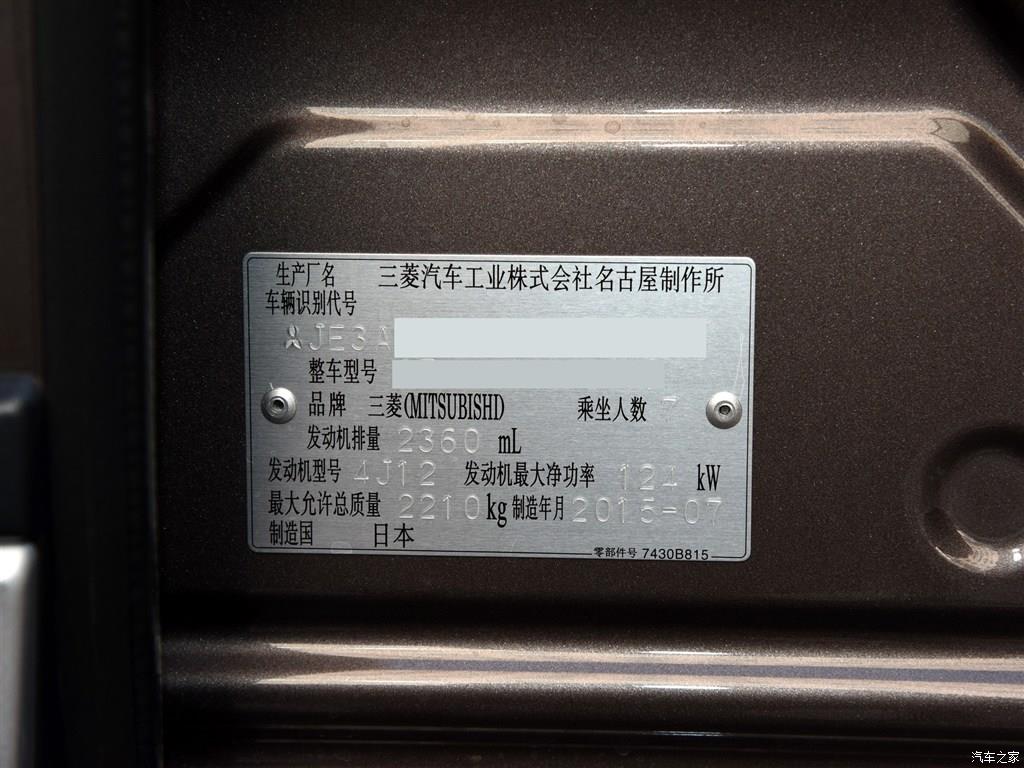 生产厂名 三菱汽车工业株式会社名古屋制作所
车辆识别代号
JE3A
整车型号
品牌 三菱(MITSUBISHI) 乘坐人数 7
发动机排量 2360 mL
发动机型号 4J12 发动机最大净功率 124 kW
最大允许总质量 2210 kg 制造年月 2015-07
制造国 日本
零部件号 7430B815
汽车之家